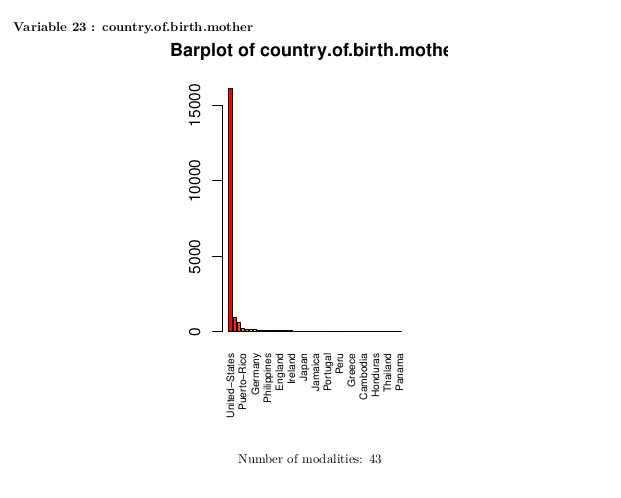 Variable 23 : country.of.birth.mother
Barplot of country.of.birth.mothe
15000
10000
5000
0
United−States
Puerto−Rico
Germany
Philippines
England
Ireland
Japan
Jamaica
Portugal
Peru
Greece
Cambodia
Honduras
Thailand
Panama
Number of modalities: 43